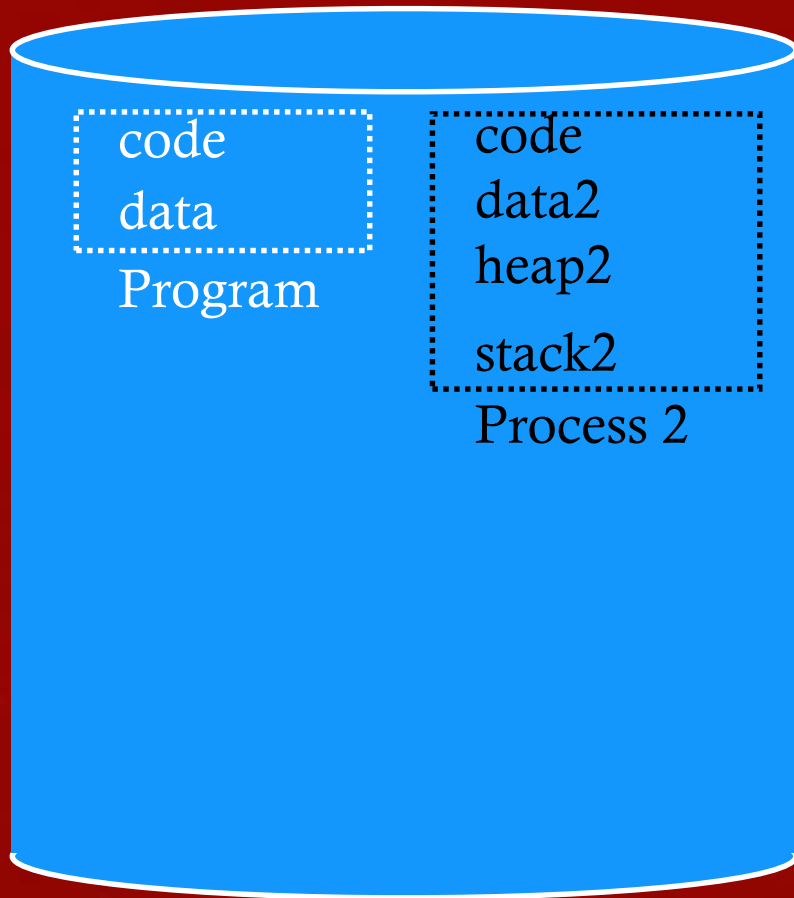 code
data
Program
code
data2
heap2
stack2
Process 2